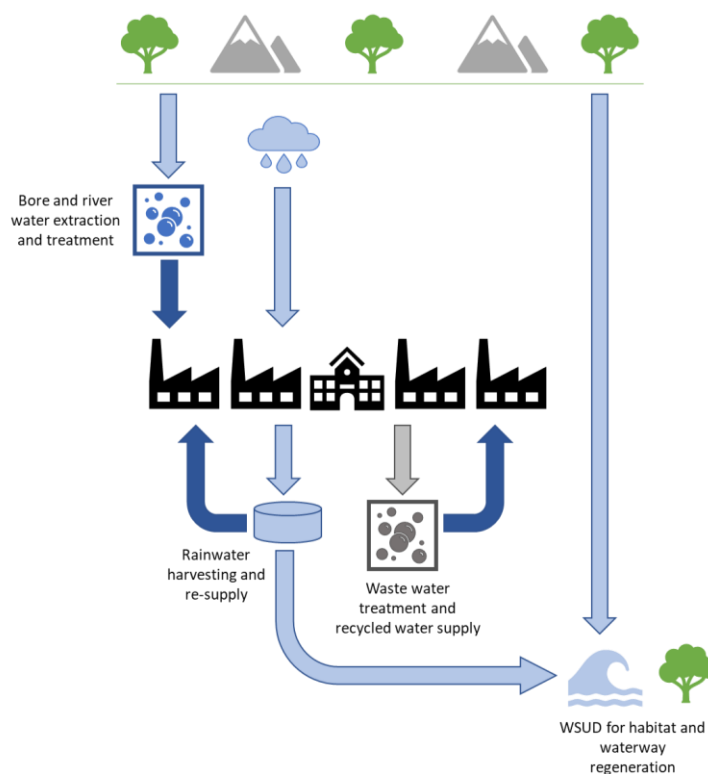 Bore and river
water extraction
and treatment
Rainwater
harvesting and
re-supply
Waste water
treatment and
recycled water supply
WSUD for habitat and
waterway
regeneration